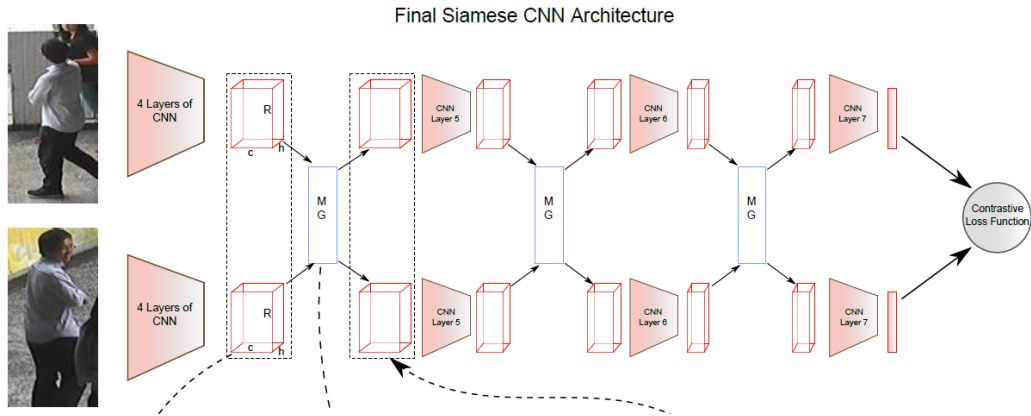 Final Siamese CNN Architecture
4 Layers of
CNN
R
c
h
M
G
CNN
Layer 5
M
G
CNN
Layer 6
M
G
CNN
Layer 7
Contrastive
Loss Function
4 Layers of
CNN
R
c
h
CNN
Layer 5
CNN
Layer 6
CNN
Layer 7